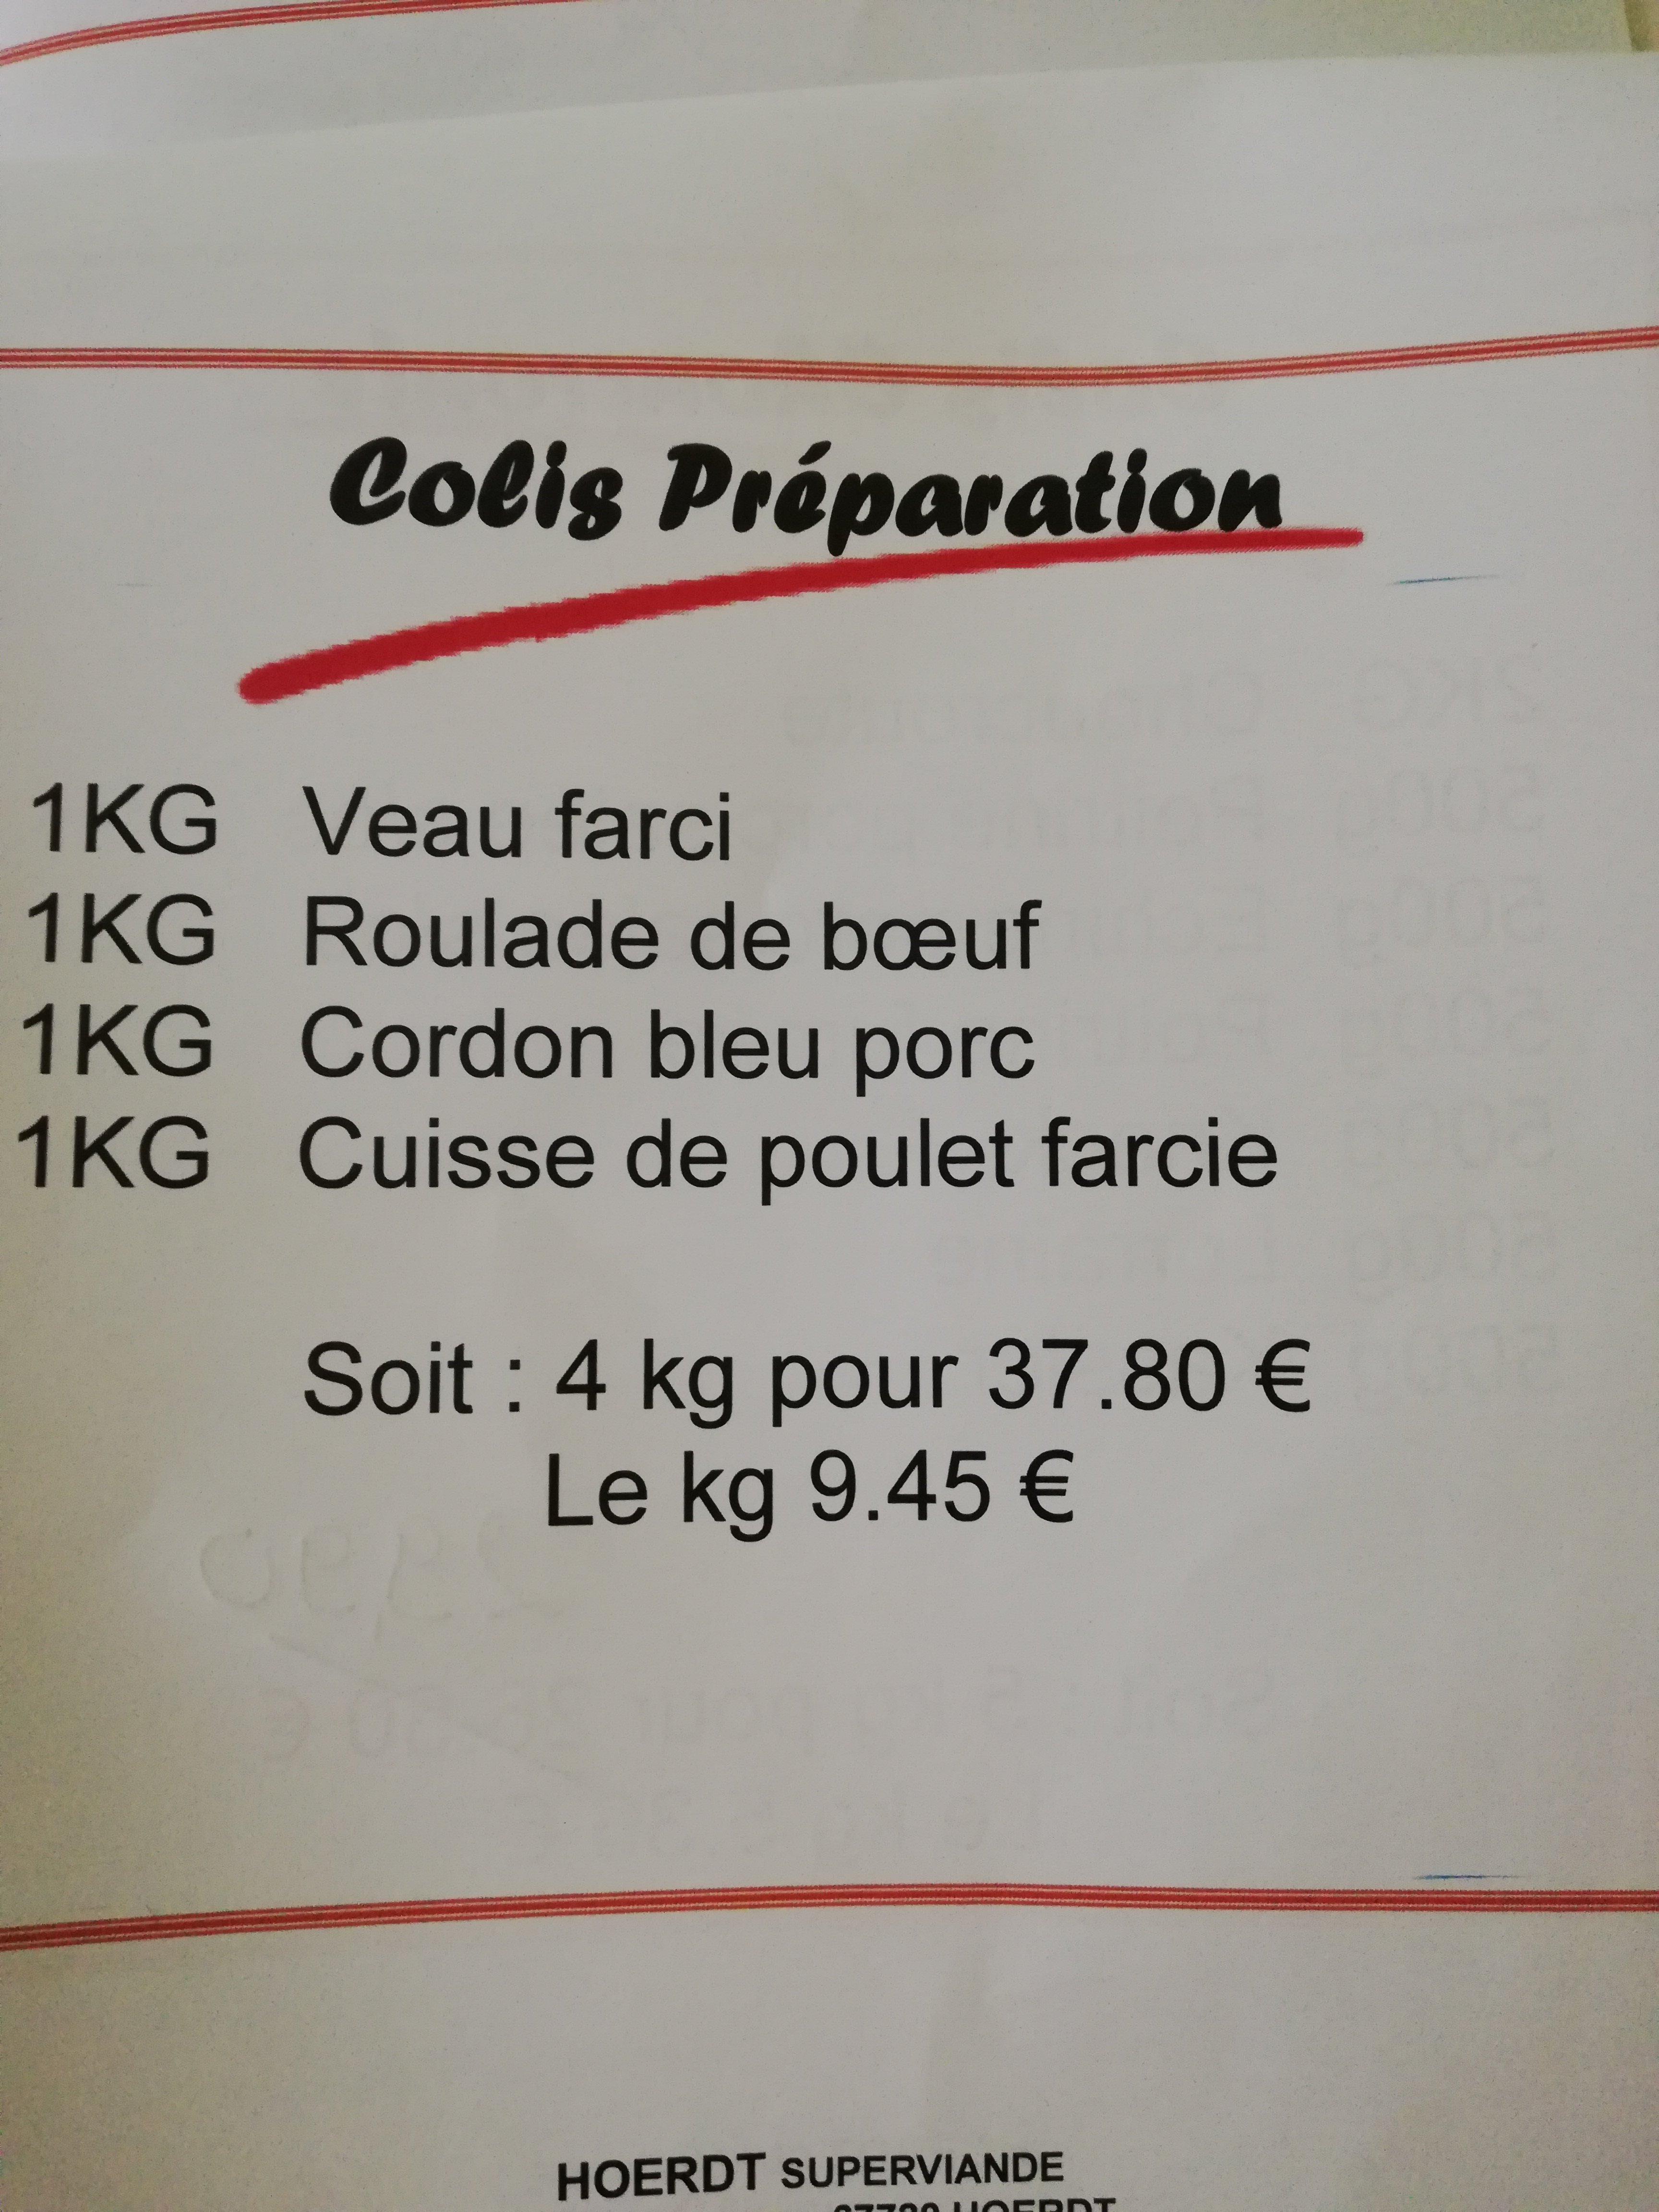 Colis Préparation
1KG Veau farci
1KG Roulade de bœuf
1KG Cordon bleu porc
1KG Cuisse de poulet farcie
Soit : 4 kg pour 37.80 €
Le kg 9.45 €
HOERDT SUPERVIANDE
HOERDT